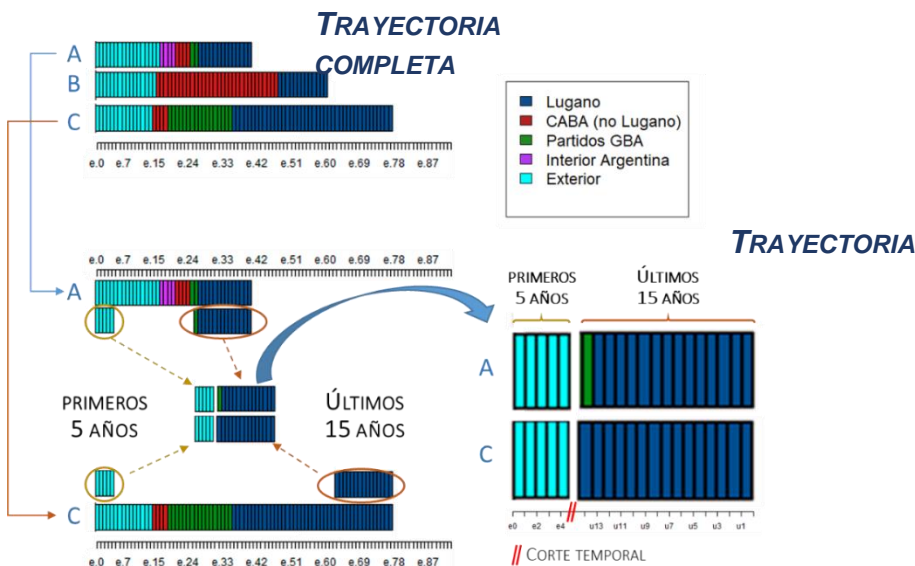 TRAYECTORIA
COMPLETA
A
B
C
e.0 e.7 e.15 e.24 e.33 e.42 e.51 e.60 e.69 e.78 e.87
Lugano
CABA (no Lugano)
Partidos GBA
Interior Argentina
Exterior
TRAYECTORIA
e.0 e.7 e.15 e.24 e.33 e.42 e.51 e.60 e.69 e.78 e.87
A
PRIMEROS
5 AÑOS
ÚLTIMOS
15 AÑOS
C
e.0 e.7 e.15 e.24 e.33 e.42 e.51 e.60 e.69 e.78 e.87
PRIMEROS
5 AÑOS
ÚLTIMOS
15 AÑOS
A
C
e0 e2 e4 u13 u11 u9 u7 u5 u3 u1
// CORTE TEMPORAL